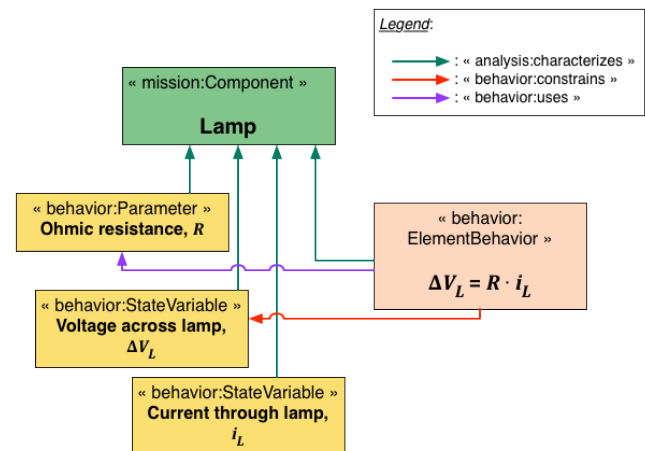 Legend:
: « analysis:characterizes »
: « behavior:constrains »
: « behavior:uses »
« mission:Component »
Lamp
« behavior:Parameter »
Ohmic resistance, R
« behavior:
ElementBehavior »
ΔV_L = R · i_L
« behavior:StateVariable »
Voltage across lamp,
ΔV_L
« behavior:StateVariable »
Current through lamp,
i_L